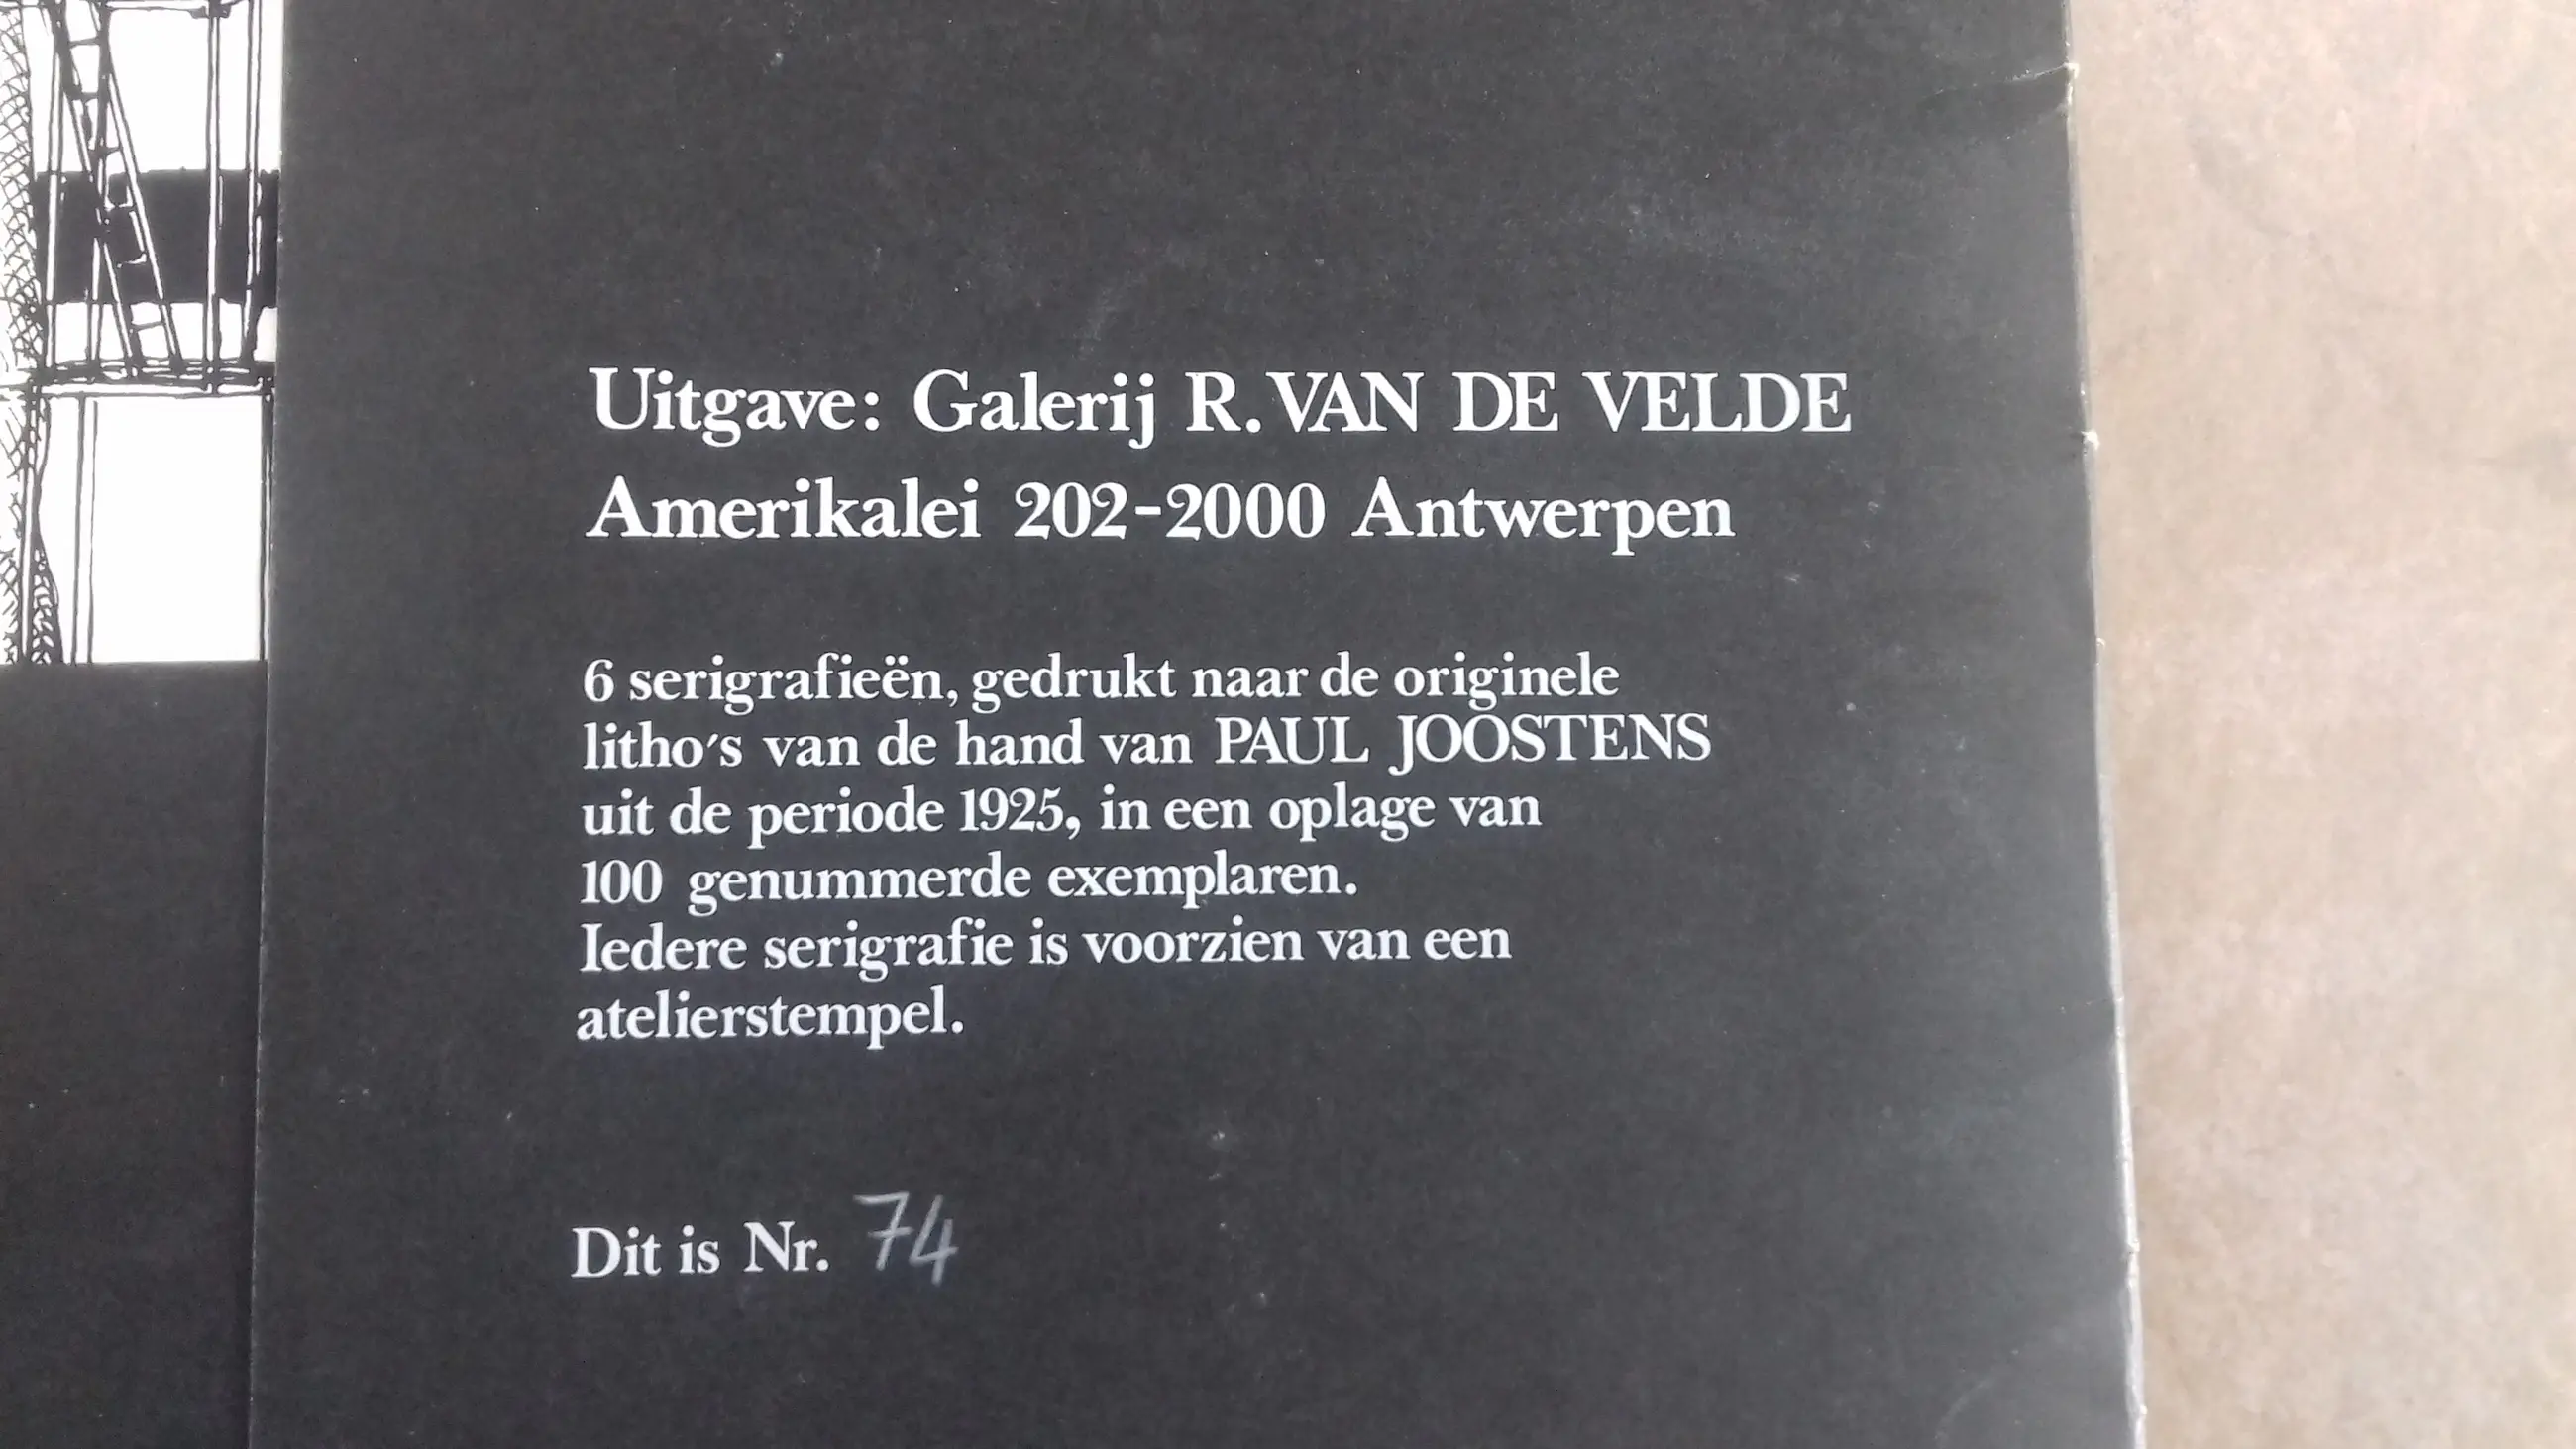 Uitgave: Galerij R. VAN DE VELDE
Amerikalei 202-2000 Antwerpen
6 serigrafieën, gedrukt naar de originele
litho's van de hand van PAUL JOOSTENS
uit de periode 1925, in een oplage van
100 genummerde exemplaren.
Iedere serigrafie is voorzien van een
atelierstempel.
Dit is Nr. 74